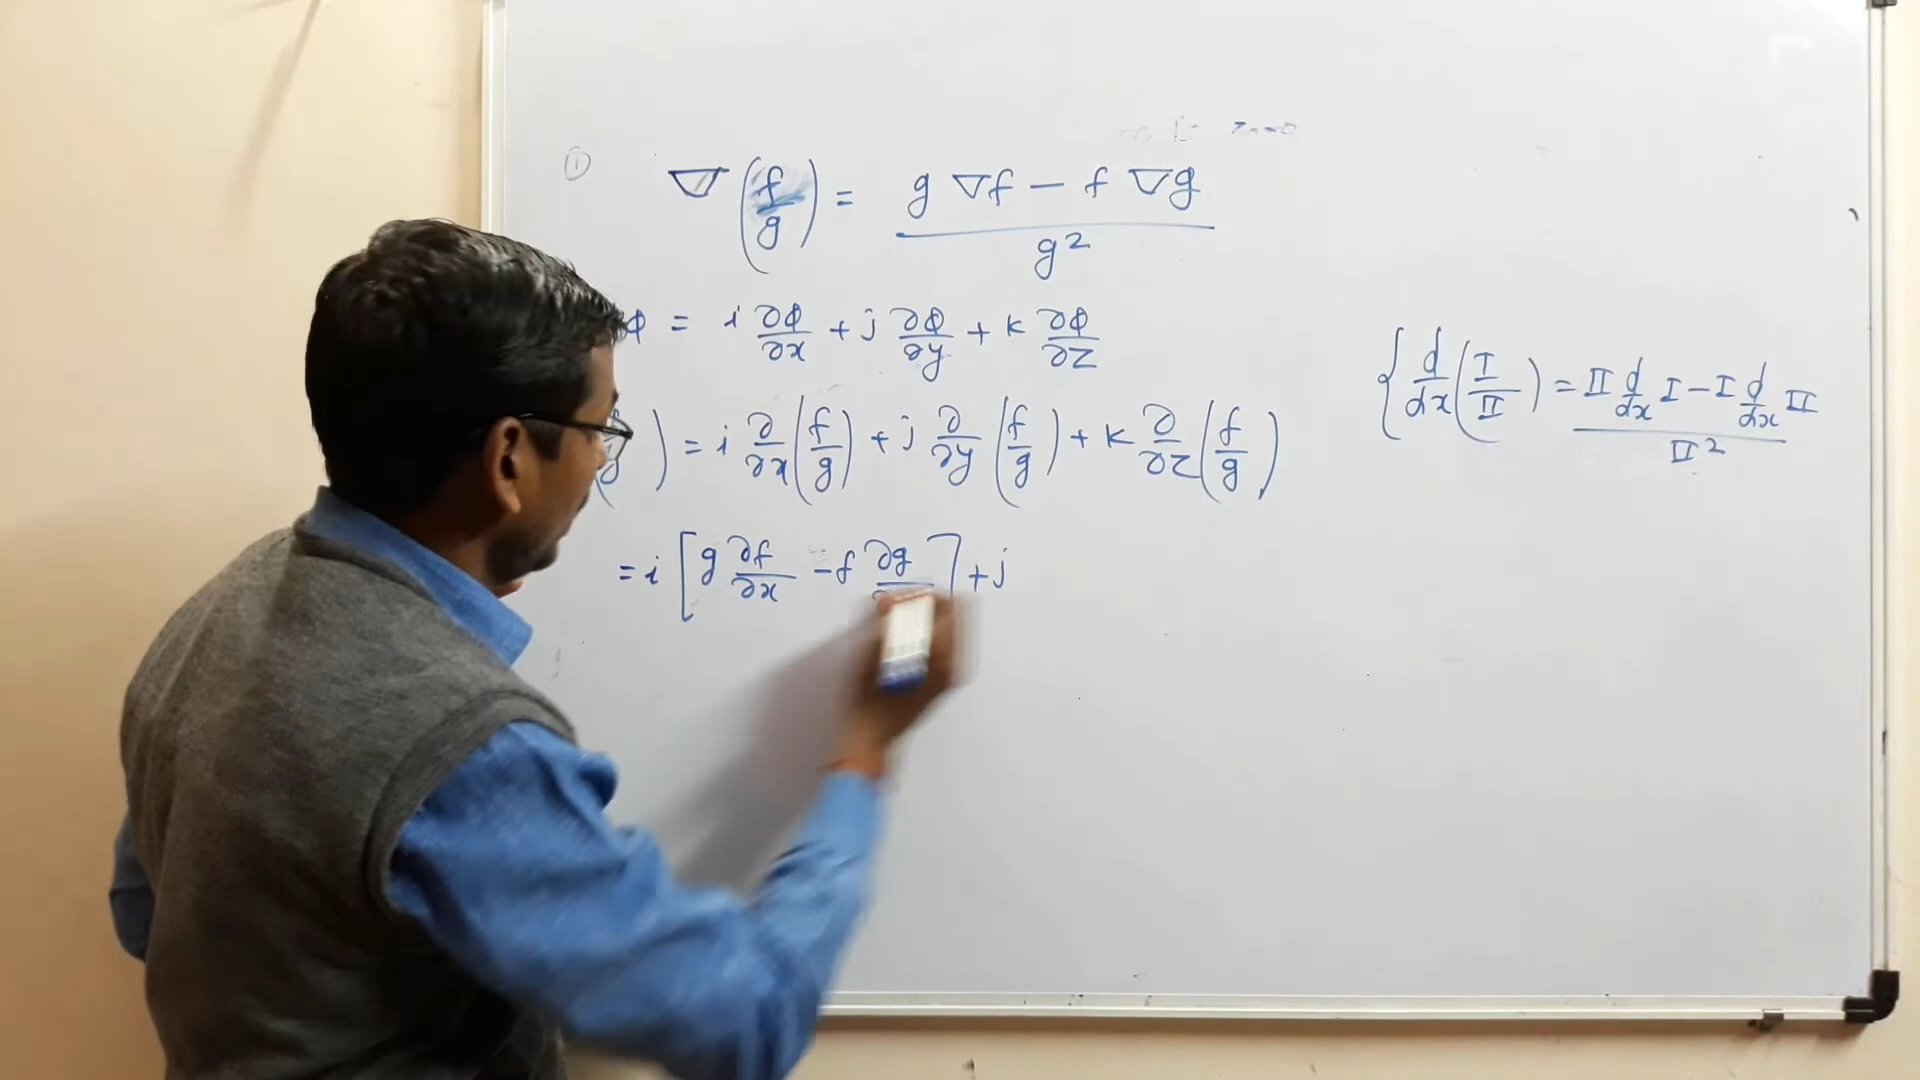 ① ∇(f/g) = (g ∇f − f ∇g)/g²
ϕ = i ∂ϕ/∂x + j ∂ϕ/∂y + k ∂ϕ/∂z
) = i ∂/∂x (f/g) + j ∂/∂y (f/g) + k ∂/∂z (f/g)
{ d/dx (I/II) = (II d/dx I − I d/dx II)/II²
= i [g ∂f/∂x − f ∂g/ ] + j